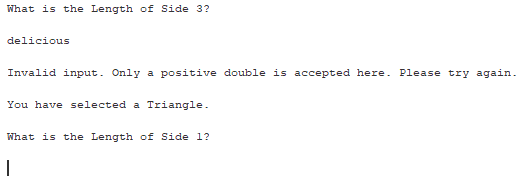 What is the Length of Side 3?
delicious
Invalid input. Only a positive double is accepted here. Please try again.
You have selected a Triangle.
What is the Length of Side 1?